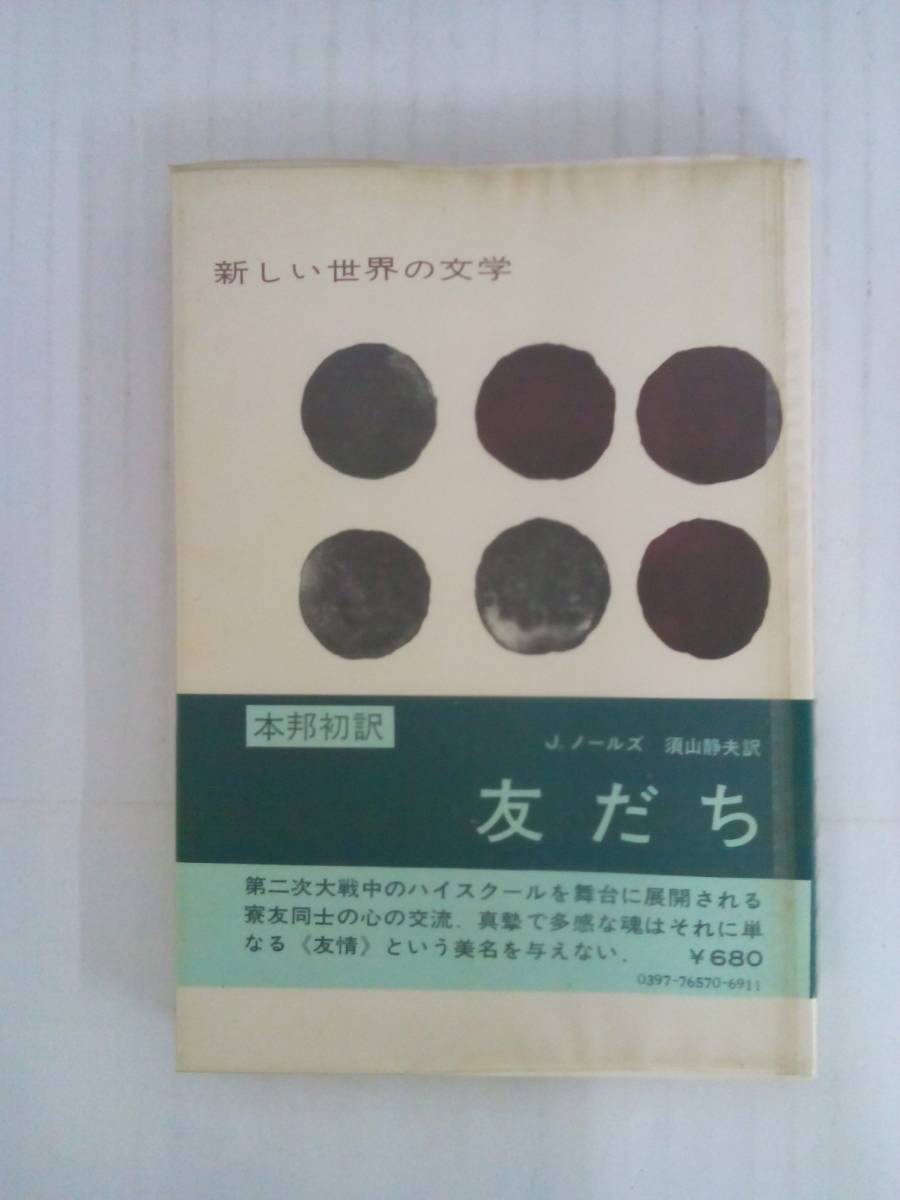 新しい世界の文学
本邦初訳
J.ノールズ 須山静夫訳
友だち
第二次大戦中のハイスクールを舞台に展開される
寮友同士の心の交流．真摯で多感な魂はそれに単
なる《友情》という美名を与えない． ¥680
0397-76570-6911